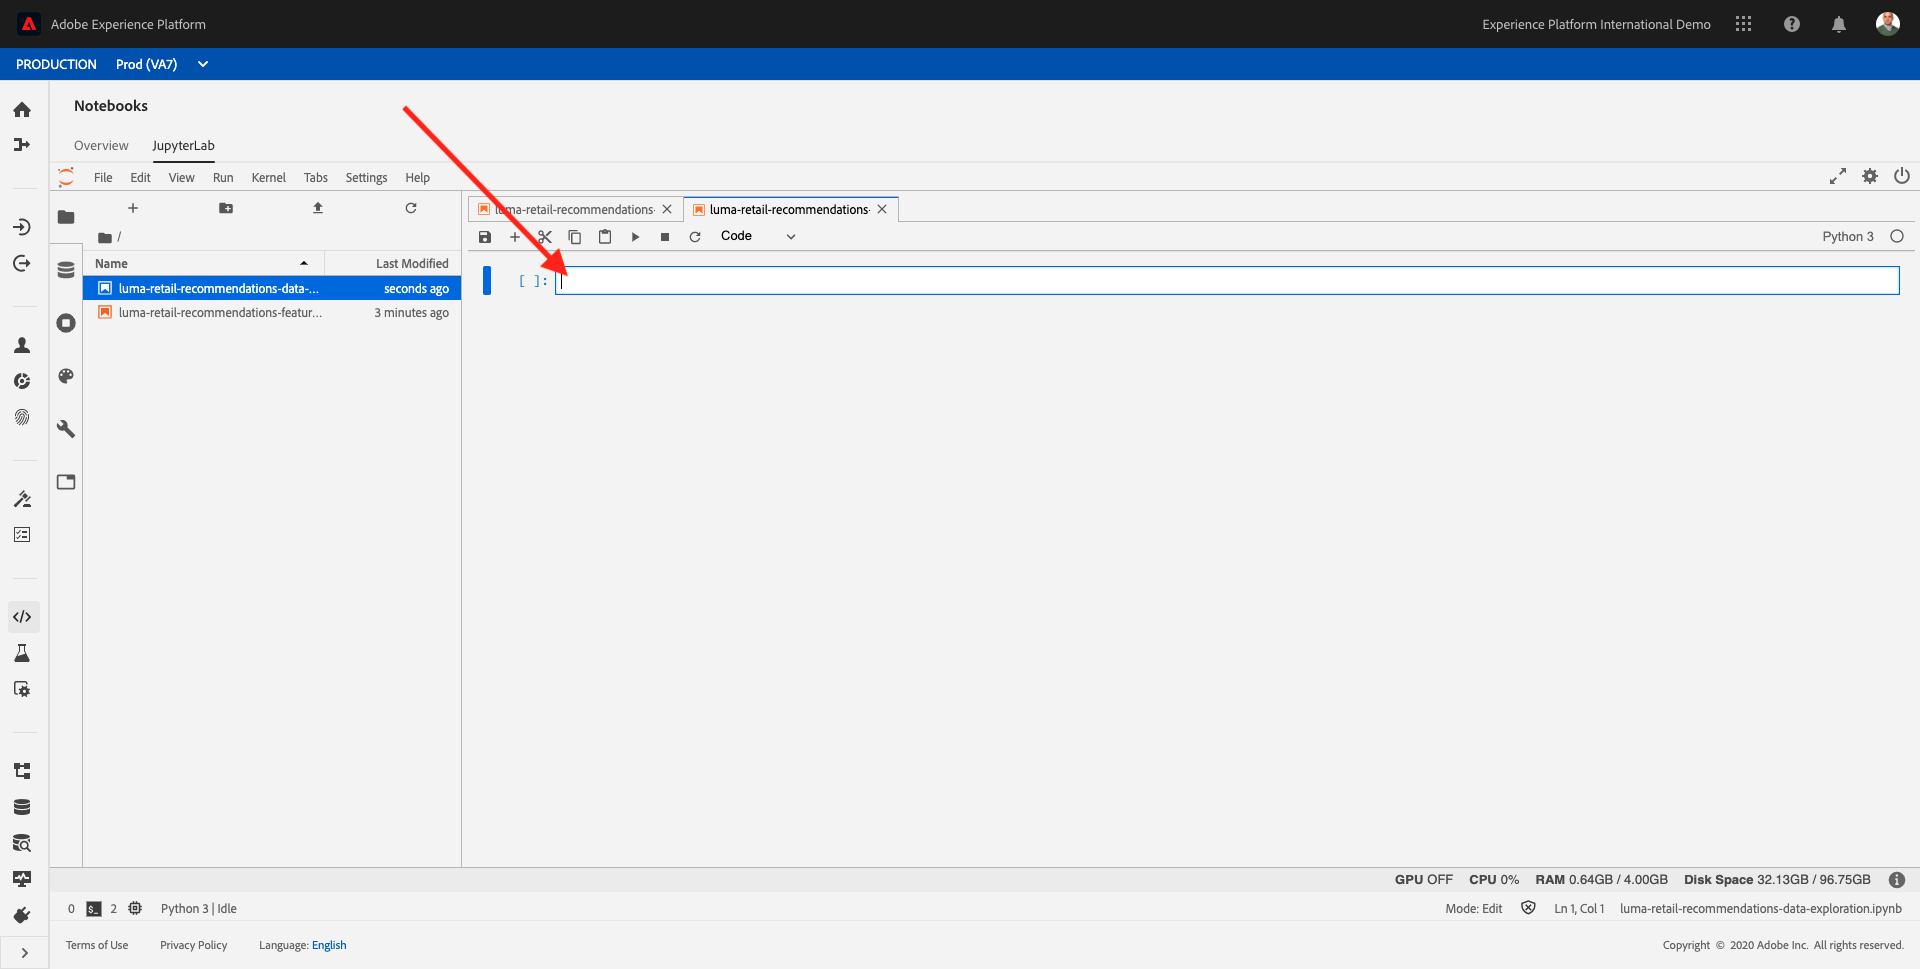 Adobe Experience Platform
Experience Platform International Demo
PRODUCTION Prod (VA7)
Notebooks
Overview JupyterLab
File Edit View Run Kernel Tabs Settings Help
luma-retail-recommendations- luma-retail-recommendations-
Code
Python 3
/
Name Last Modified
luma-retail-recommendations-data-... seconds ago
luma-retail-recommendations-featur... 3 minutes ago
[ ]:
GPU OFF CPU 0% RAM 0.64GB / 4.00GB Disk Space 32.13GB / 96.75GB
0 $_ 2 Python 3 | Idle
Mode: Edit Ln 1, Col 1 luma-retail-recommendations-data-exploration.ipynb
Terms of Use Privacy Policy Language: English
Copyright © 2020 Adobe Inc. All rights reserved.